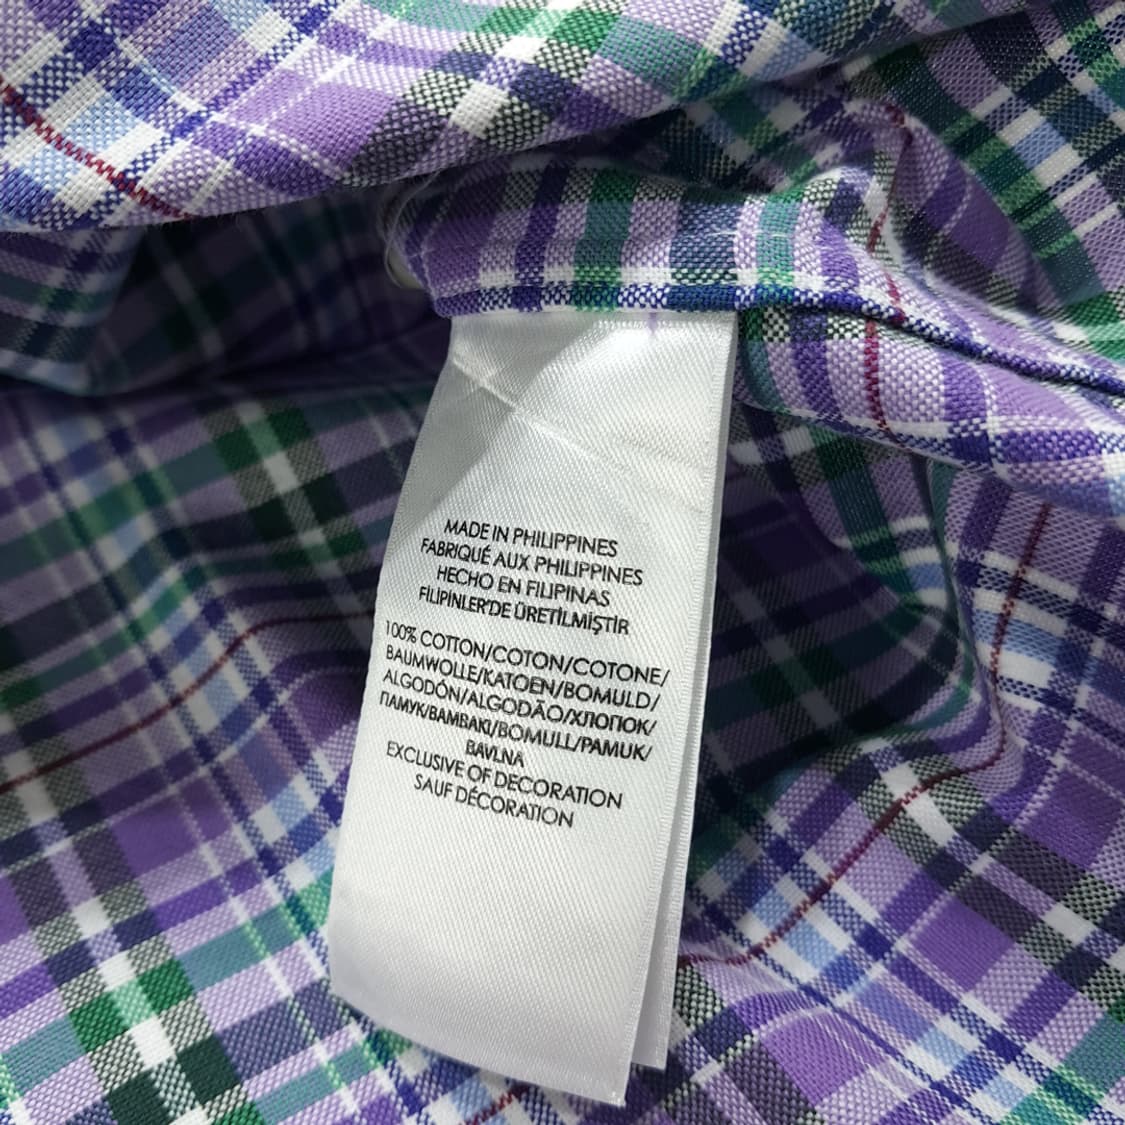 MADE IN PHILIPPINES
FABRIQUÉ AUX PHILIPPINES
HECHO EN FILIPINAS
FİLİPİNLER'DE ÜRETİLMİŞTİR
100% COTTON/COTON/COTONE/
BAUMWOLLE/KATOEN/BOMULD/
ALGODÓN/ALGODÃO/ХЛОПОК/
ПАМУК/ΒΑΜΒΑΚΙ/BOMULL/PAMUK/
BAVLNA
EXCLUSIVE OF DECORATION
SAUF DÉCORATION